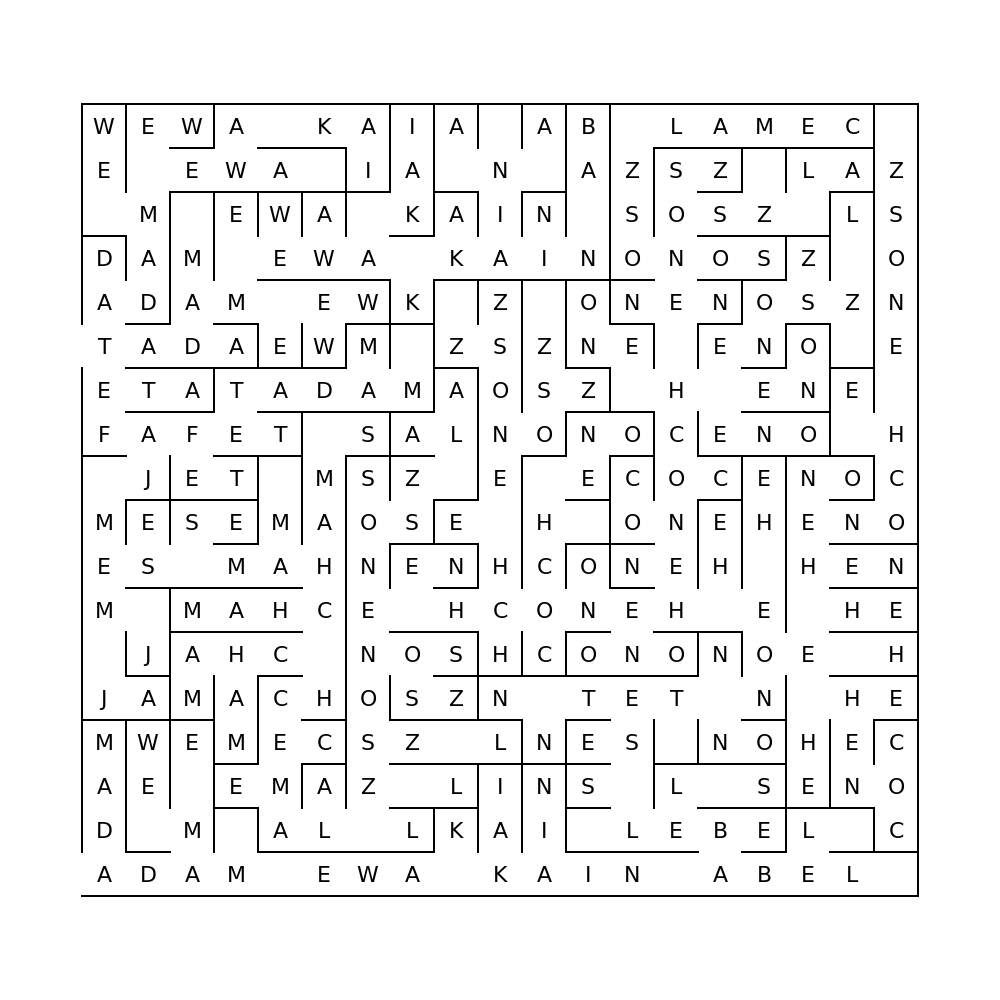 W E W A K A I A A B L A M E C
E E W A I A N A Z S Z L A Z
M E W A K A I N S O S Z L S
D A M E W A K A I N O N O S Z O
A D A M E W K Z O N E N O S Z N
T A D A E W M Z S Z N E E N O E
E T A T A D A M A O S Z H E N E
F A F E T S A L N O N O C E N O H
J E T M S Z E E C O C E N O C
M E S E M A O S E H O N E H E N O
E S M A H N E N H C O N E H H E N
M M A H C E H C O N E H E H E
J A H C N O S H C O N O N O E H
J A M A C H O S Z N T E T N H E
M W E M E C S Z L N E S N O H E C
A E E M A Z L I N S L S E N O
D M A L L K A I L E B E L C
A D A M E W A K A I N A B E L